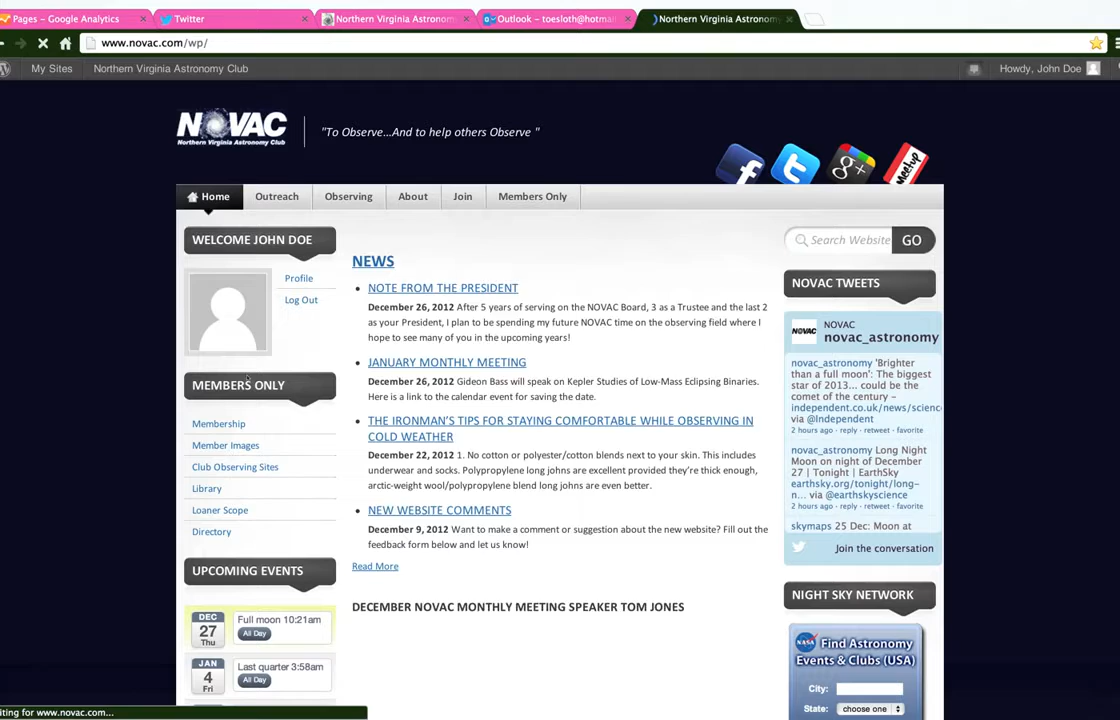 Pages – Google Analytics
Twitter
Northern Virginia Astronom
Outlook – toesloth@hotmai
Northern Virginia Astronom
www.novac.com/wp/
My Sites
Northern Virginia Astronomy Club
Howdy, John Doe
NOVAC
Northern Virginia Astronomy Club
"To Observe...And to help others Observe "
f
t
g+
Meetup
Home
Outreach
Observing
About
Join
Members Only
WELCOME JOHN DOE
Profile
Log Out
MEMBERS ONLY
Membership
Member Images
Club Observing Sites
Library
Loaner Scope
Directory
UPCOMING EVENTS
DEC
27
Thu
Full moon 10:21am
All Day
JAN
4
Fri
Last quarter 3:58am
All Day
NEWS
• NOTE FROM THE PRESIDENT
December 26, 2012 After 5 years of serving on the NOVAC Board, 3 as a Trustee and the last 2
as your President, I plan to be spending my future NOVAC time on the observing field where I
hope to see many of you in the upcoming years!
• JANUARY MONTHLY MEETING
December 26, 2012 Gideon Bass will speak on Kepler Studies of Low-Mass Eclipsing Binaries.
Here is a link to the calendar event for saving the date.
• THE IRONMAN'S TIPS FOR STAYING COMFORTABLE WHILE OBSERVING IN
COLD WEATHER
December 22, 2012 1. No cotton or polyester/cotton blends next to your skin. This includes
underwear and socks. Polypropylene long johns are excellent provided they're thick enough,
arctic-weight wool/polypropylene blend long johns are even better.
• NEW WEBSITE COMMENTS
December 9, 2012 Want to make a comment or suggestion about the new website? Fill out the
feedback form below and let us know!
Read More
DECEMBER NOVAC MONTHLY MEETING SPEAKER TOM JONES
Search Website
GO
NOVAC TWEETS
NOVAC
NOVAC
novac_astronomy
novac_astronomy 'Brighter
than a full moon': The biggest
star of 2013... could be the
comet of the century –
independent.co.uk/news/scienc
via @Independent
2 hours ago · reply · retweet · favorite
novac_astronomy Long Night
Moon on night of December
27 | Tonight | EarthSky
earthsky.org/tonight/long-
n... via @earthskyscience
2 hours ago · reply · retweet · favorite
skymaps 25 Dec: Moon at
Join the conversation
NIGHT SKY NETWORK
NASA
Find Astronomy
Events & Clubs (USA)
City:
State:
choose one
iting for www.novac.com...